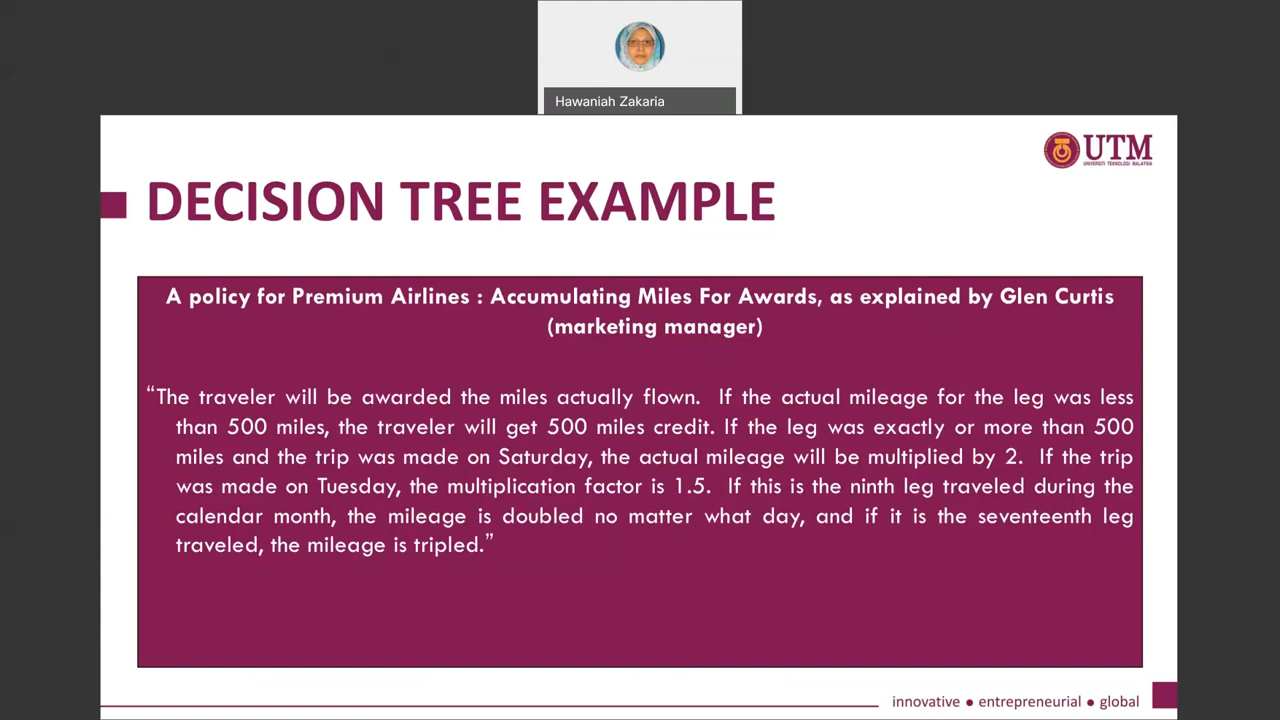 Hawaniah Zakaria
UTM
UNIVERSITI TEKNOLOGI MALAYSIA
DECISION TREE EXAMPLE
A policy for Premium Airlines : Accumulating Miles For Awards, as explained by Glen Curtis
(marketing manager)
“The traveler will be awarded the miles actually flown. If the actual mileage for the leg was less
than 500 miles, the traveler will get 500 miles credit. If the leg was exactly or more than 500
miles and the trip was made on Saturday, the actual mileage will be multiplied by 2. If the trip
was made on Tuesday, the multiplication factor is 1.5. If this is the ninth leg traveled during the
calendar month, the mileage is doubled no matter what day, and if it is the seventeenth leg
traveled, the mileage is tripled.”
innovative ● entrepreneurial ● global